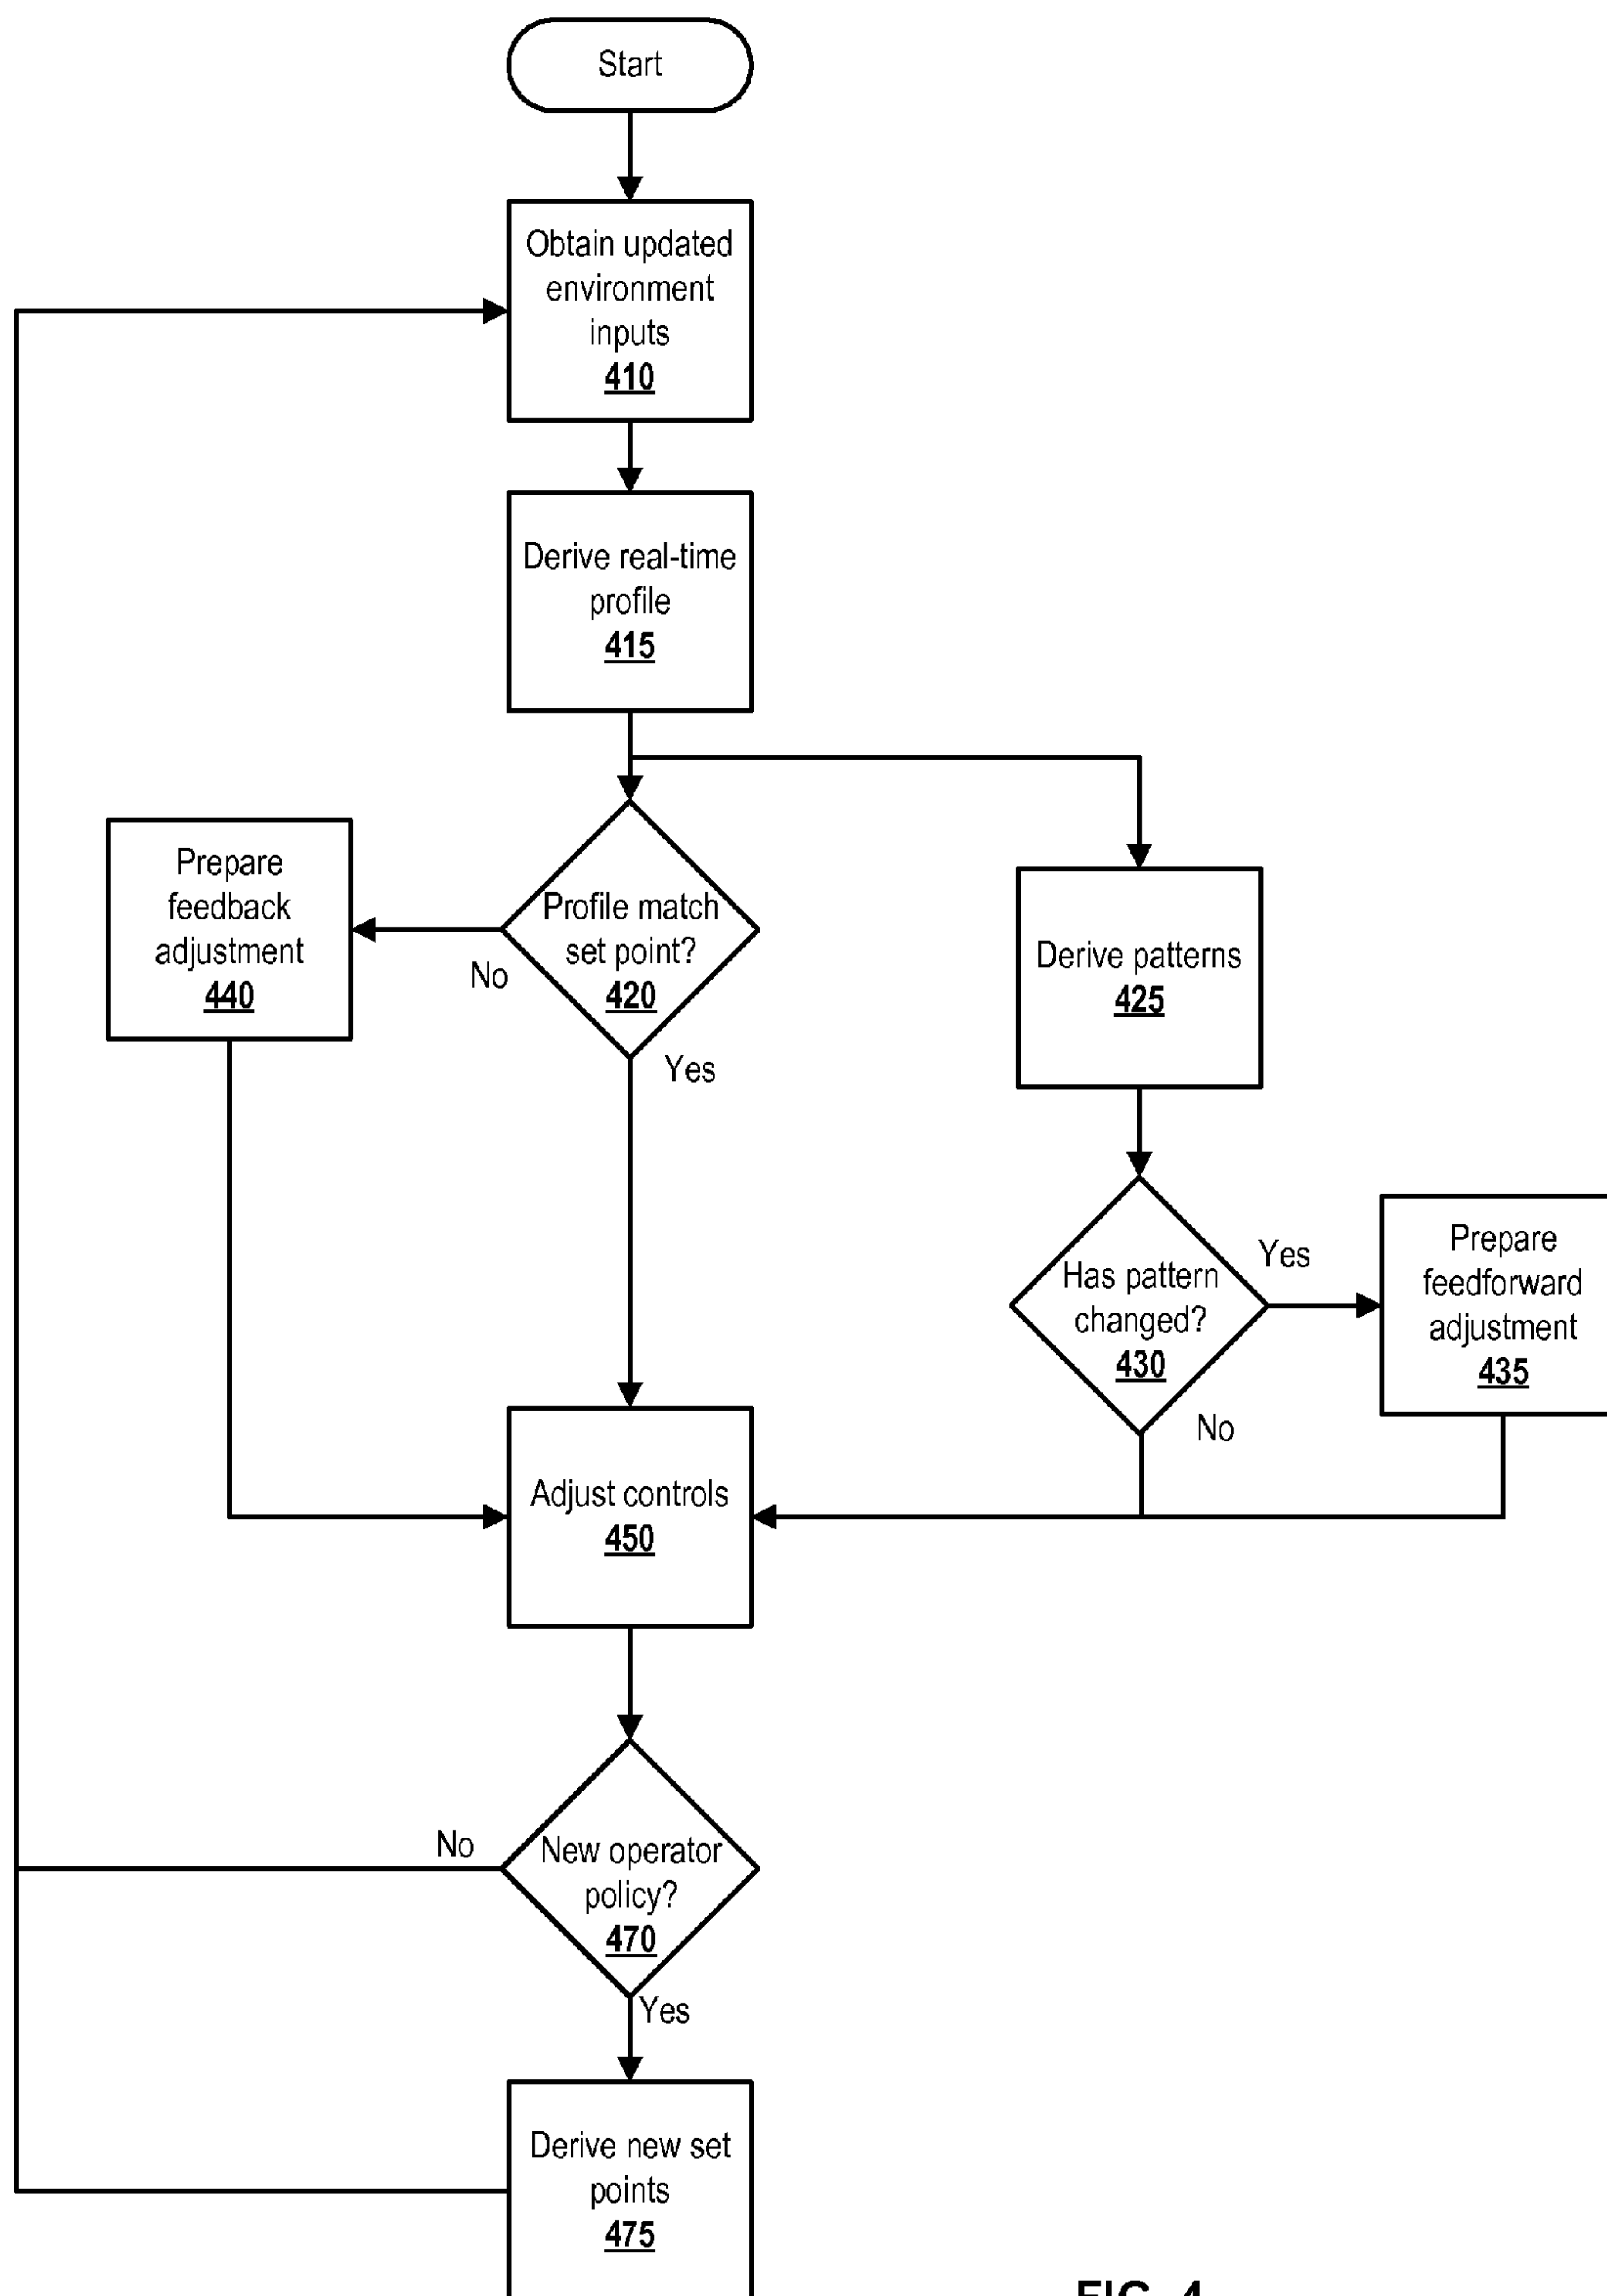 Start
Obtain updated
environment
inputs
410
Derive real-time
profile
415
Prepare
feedback
adjustment
440
Profile match
set point?
420
No
Yes
Derive patterns
425
Has pattern
changed?
430
Yes
No
Prepare
feedforward
adjustment
435
Adjust controls
450
New operator
policy?
470
No
Yes
Derive new set
points
475
FIG. 4